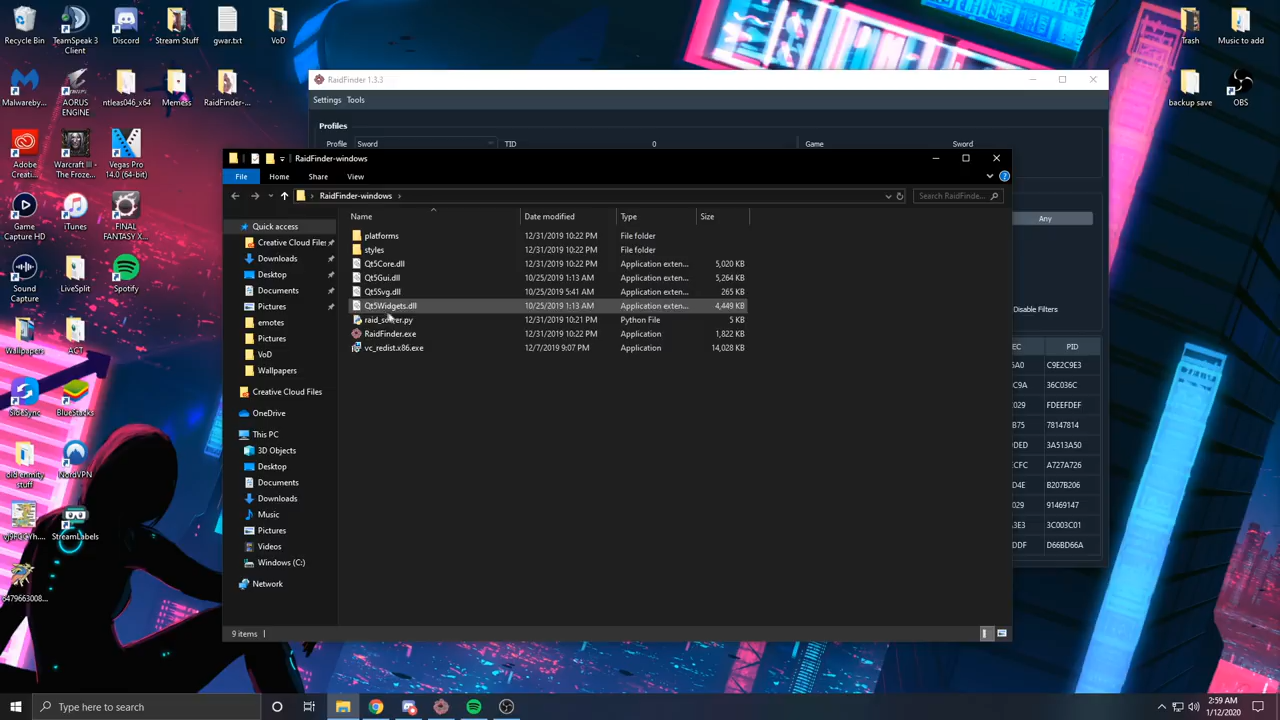 Recycle Bin
TeamSpeak 3 Client
Discord
Stream Stuff
gwar.txt
VoD
Trash
Music to add
Malwareby...
AORUS ENGINE
ntleas046_x64
Memess
RaidFinder-...
backup save
OBS
Adobe Creati...
Warcraft III - The Froze...
Vegas Pro 14.0 (64-bit)
Game Capture HD
iTunes
FINAL FANTASY X...
Sound Capture
LiveSplit
Spotify
Wallpapers
ACT
SideSync
BlueStacks
old enmity stuff
NordVPN
StreamLabels
RaidFinder 1.3.3
Settings Tools
Profiles
Profile Sword TID 0 Game Sword
Any
Disable Filters
EC PID
6A0 C9E2C9E3
C9A 36C036C
029 FDEEFDEF
B75 78147814
DED 3A513A50
ECFC A727A726
D4E B207B206
029 91469147
A3E3 3C003C01
DDF D66BD66A
RaidFinder-windows
File Home Share View
RaidFinder-windows
Search RaidFinde...
Name Date modified Type Size
platforms 12/31/2019 10:22 PM File folder
styles 12/31/2019 10:22 PM File folder
Qt5Core.dll 12/31/2019 10:22 PM Application exten... 5,020 KB
Qt5Gui.dll 10/25/2019 1:13 AM Application exten... 5,264 KB
Qt5Svg.dll 10/25/2019 5:41 AM Application exten... 265 KB
Qt5Widgets.dll 10/25/2019 1:13 AM Application exten... 4,449 KB
12/31/2019 10:21 PM Python File 5 KB
RaidFinder.exe 12/31/2019 10:22 PM Application 1,822 KB
vc_redist.x86.exe 12/7/2019 9:07 PM Application 14,028 KB
Quick access
Creative Cloud Files
Downloads
Desktop
Documents
Pictures
emotes
Pictures
VoD
Wallpapers
Creative Cloud Files
OneDrive
This PC
3D Objects
Desktop
Documents
Downloads
Music
Pictures
Videos
Windows (C:)
Network
9 items
Type here to search
2:59 AM
1/12/2020